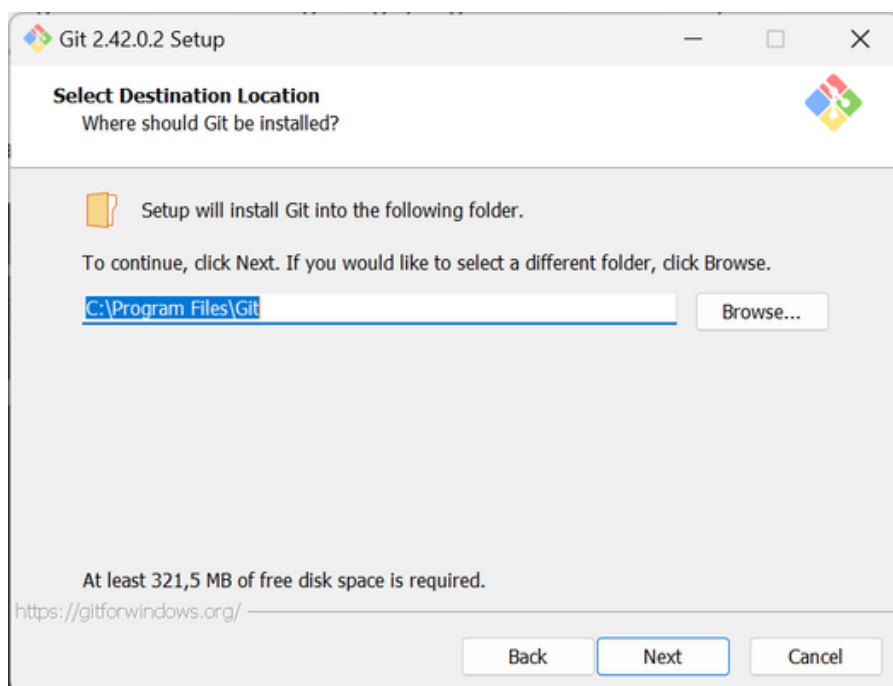 Git 2.42.0.2 Setup
Select Destination Location
Where should Git be installed?
Setup will install Git into the following folder.
To continue, click Next. If you would like to select a different folder, click Browse.
C:\Program Files\Git
Browse...
At least 321,5 MB of free disk space is required.
https://gitforwindows.org/
Back
Next
Cancel